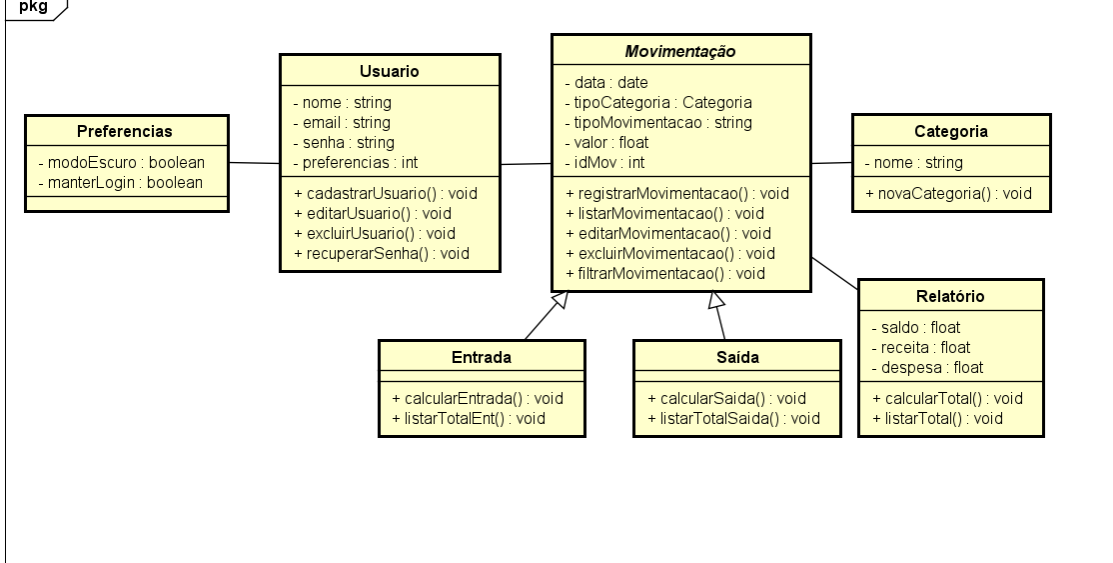 pkg
Preferencias
- modoEscuro : boolean
- manterLogin : boolean
Usuario
- nome : string
- email : string
- senha : string
- preferencias : int
+ cadastrarUsuario() : void
+ editarUsuario() : void
+ excluirUsuario() : void
+ recuperarSenha() : void
Movimentação
- data : date
- tipoCategoria : Categoria
- tipoMovimentacao : string
- valor : float
- idMov : int
+ registrarMovimentacao() : void
+ listarMovimentacao() : void
+ editarMovimentacao() : void
+ excluirMovimentacao() : void
+ filtrarMovimentacao() : void
Categoria
- nome : string
+ novaCategoria() : void
Entrada
+ calcularEntrada() : void
+ listarTotalEnt() : void
Saída
+ calcularSaida() : void
+ listarTotalSaida() : void
Relatório
- saldo : float
- receita : float
- despesa : float
+ calcularTotal() : void
+ listarTotal() : void